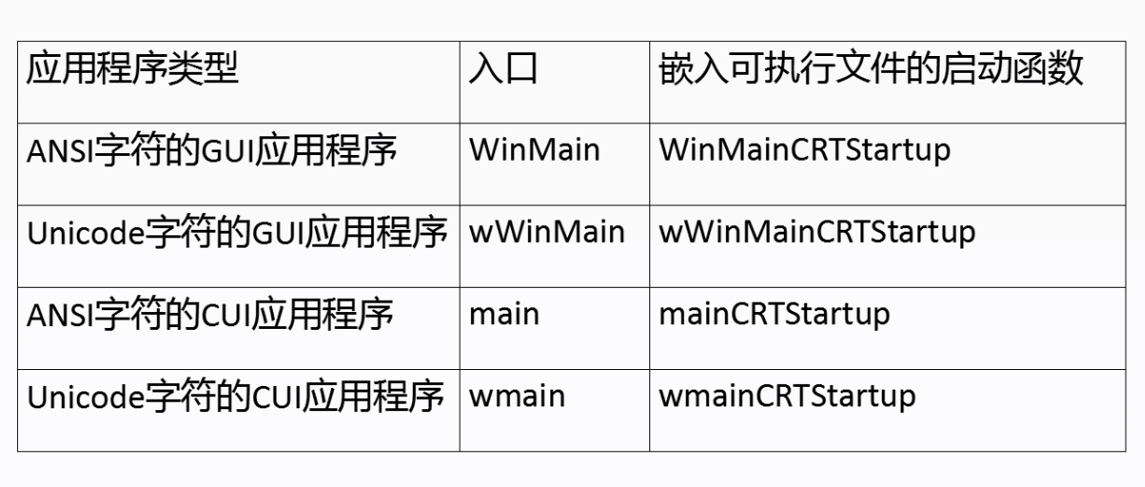 应用程序类型 入口 嵌入可执行文件的启动函数
ANSI字符的GUI应用程序 WinMain WinMainCRTStartup
Unicode字符的GUI应用程序 wWinMain wWinMainCRTStartup
ANSI字符的CUI应用程序 main mainCRTStartup
Unicode字符的CUI应用程序 wmain wmainCRTStartup